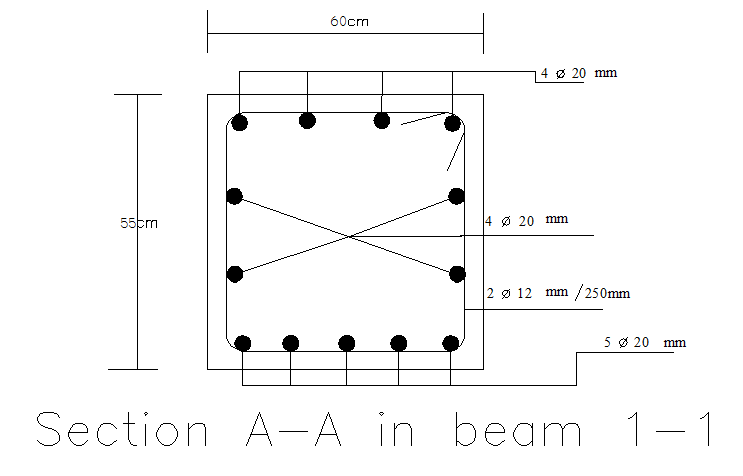 60cm
4 ⌀ 20 mm
55cm
4 ⌀ 20 mm
2 ⌀ 12 mm /250mm
5 ⌀ 20 mm
Section A-A in beam 1-1